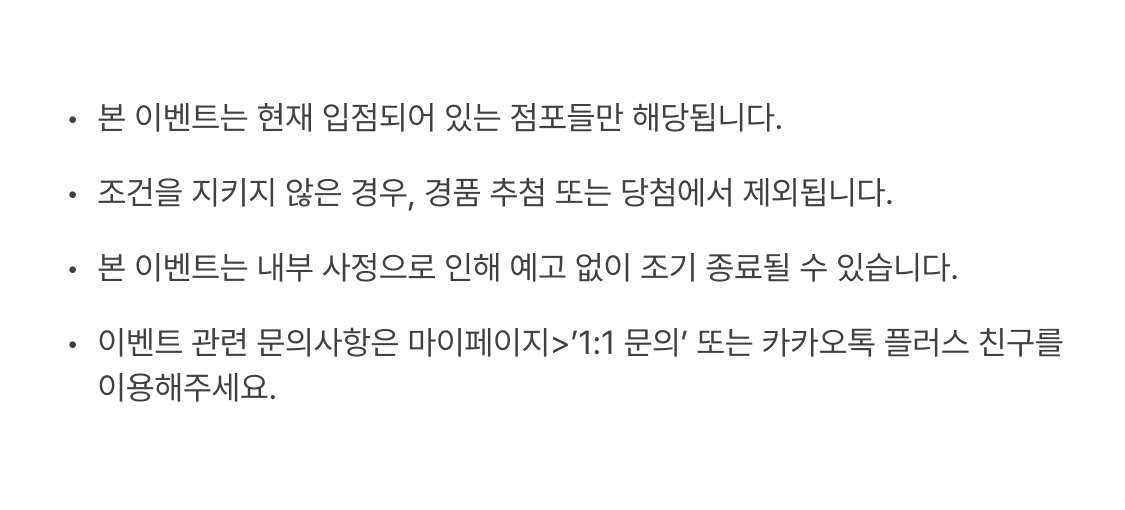 • 본 이벤트는 현재 입점되어 있는 점포들만 해당됩니다.
• 조건을 지키지 않은 경우, 경품 추첨 또는 당첨에서 제외됩니다.
• 본 이벤트는 내부 사정으로 인해 예고 없이 조기 종료될 수 있습니다.
• 이벤트 관련 문의사항은 마이페이지>’1:1 문의’ 또는 카카오톡 플러스 친구를
이용해주세요.